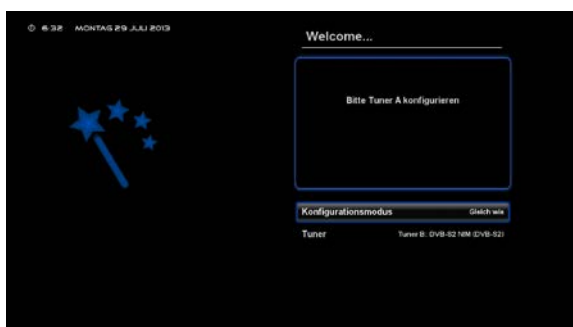 6:32 MONTAG 29 JULI 2013
Welcome...
Bitte Tuner A konfigurieren
Konfigurationsmodus Gleich wie
Tuner Tuner B: DVB-S2 NIM (DVB-S2)